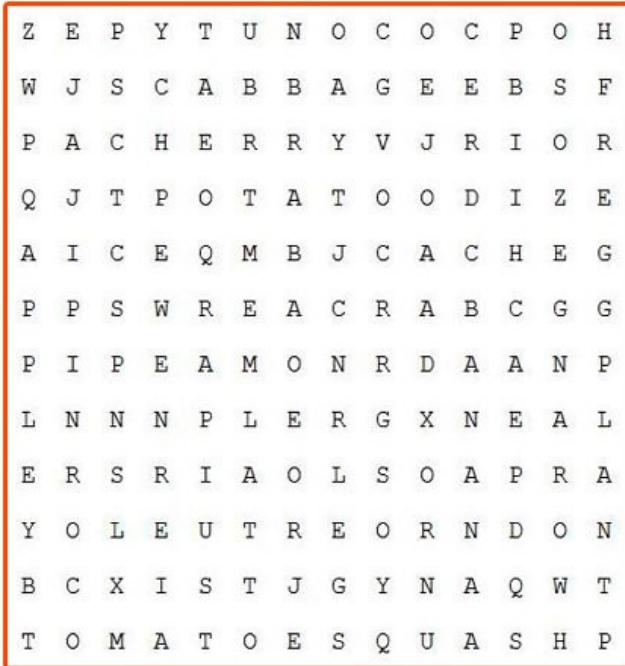 Z E P Y T U N O C O C P O H
W J S C A B B A G E E B S F
P A C H E R R Y V J R I O R
Q J T P O T A T O O D I Z E
A I C E Q M B J C A C H E G
P P S W R E A C R A B C G G
P I P E A M O N R D A A N P
L N N N P L E R G X N E A L
E R S R I A O L S O A P R A
Y O L E U T R E O R N D O N
B C X I S T J G Y N A Q W T
T O M A T O E S Q U A S H P